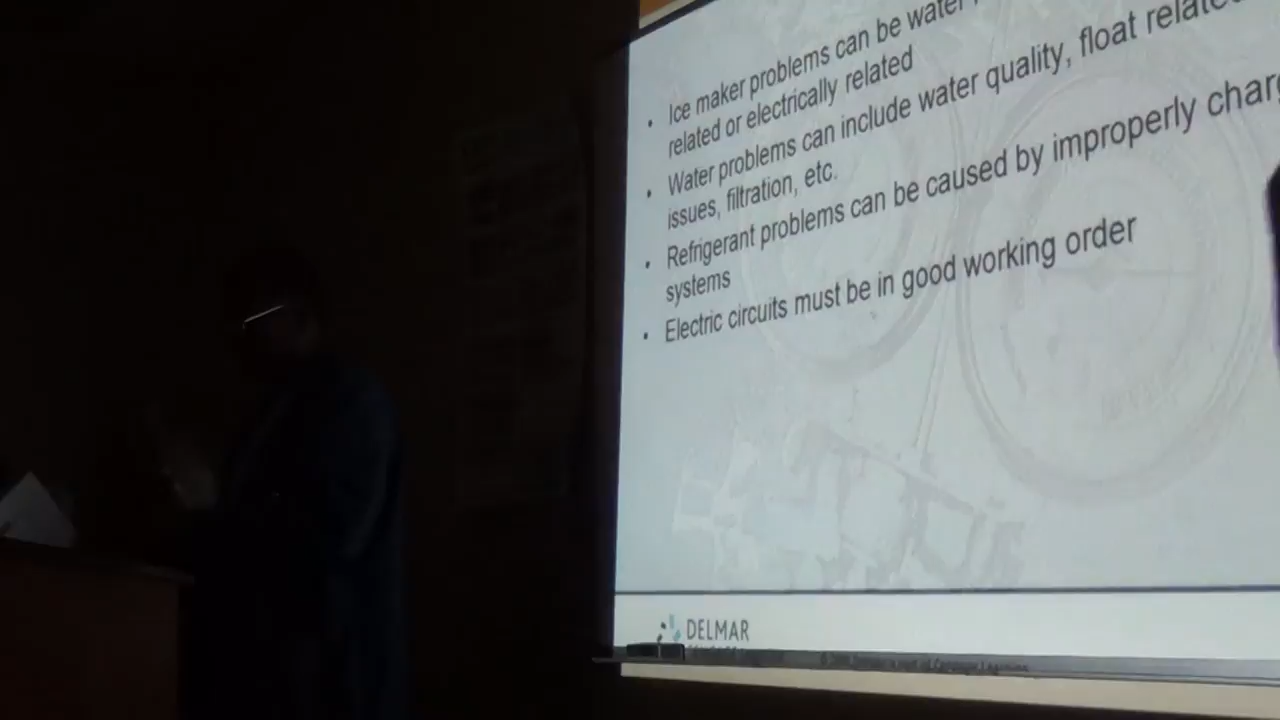 • Ice maker problems can be water
related or electrically related
• Water problems can include water quality, float related
issues, filtration, etc.
• Refrigerant problems can be caused by improperly
systems
• Electric circuits must be in good working order
DELMAR